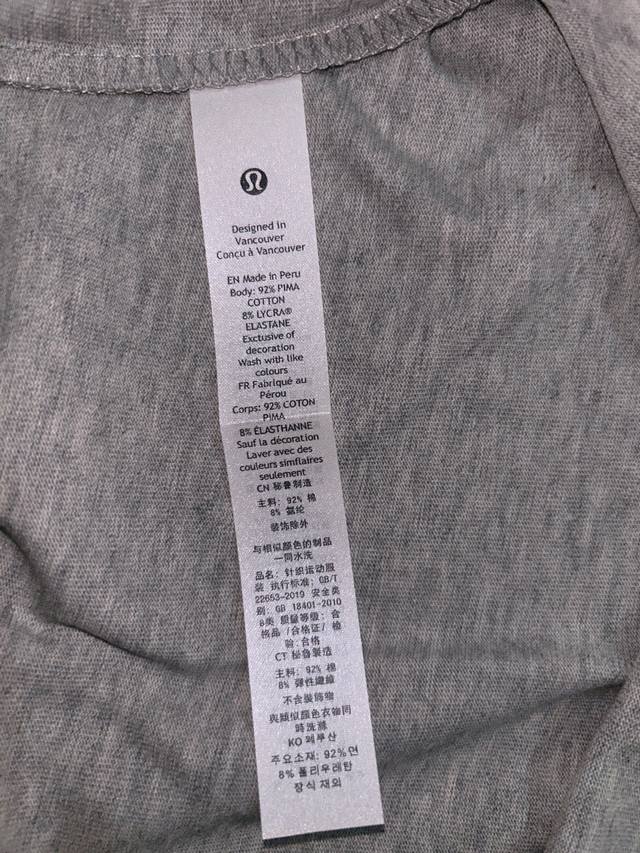 Designed in
Vancouver
Conçu à Vancouver
EN Made in Peru
Body: 92% PIMA
COTTON
8% LYCRA®
ELASTANE
Exclusive of
decoration
Wash with like
colours
FR Fabriqué au
Pérou
Corps: 92% COTON
PIMA
8% ÉLASTHANNE
Sauf la décoration
Laver avec des
couleurs simflaires
seulement
CN 秘鲁制造
主料: 92% 棉
8% 氨纶
装饰除外
与相似颜色的制品
一同水洗
品名: 针织运动服
装 执行标准: GB/T
22653-2019 安全类
别: GB 18401-2010
B类 质量等级: 合
格品 /合格证/ 检
验:合格
CT 秘魯製造
主料: 92% 棉
8% 彈性纖維
不含裝飾物
與類似顏色衣物同
時洗滌
KO 페루산
주요소재: 92%면
8% 폴리우레탄
장식 재외